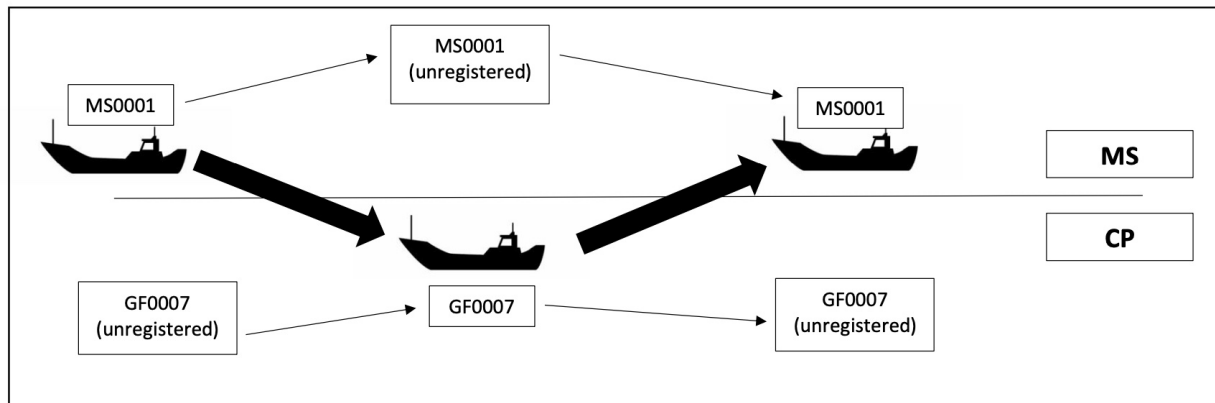 MS0001
(unregistered)
MS0001
MS0001
MS
CP
GF0007
(unregistered)
GF0007
GF0007
(unregistered)